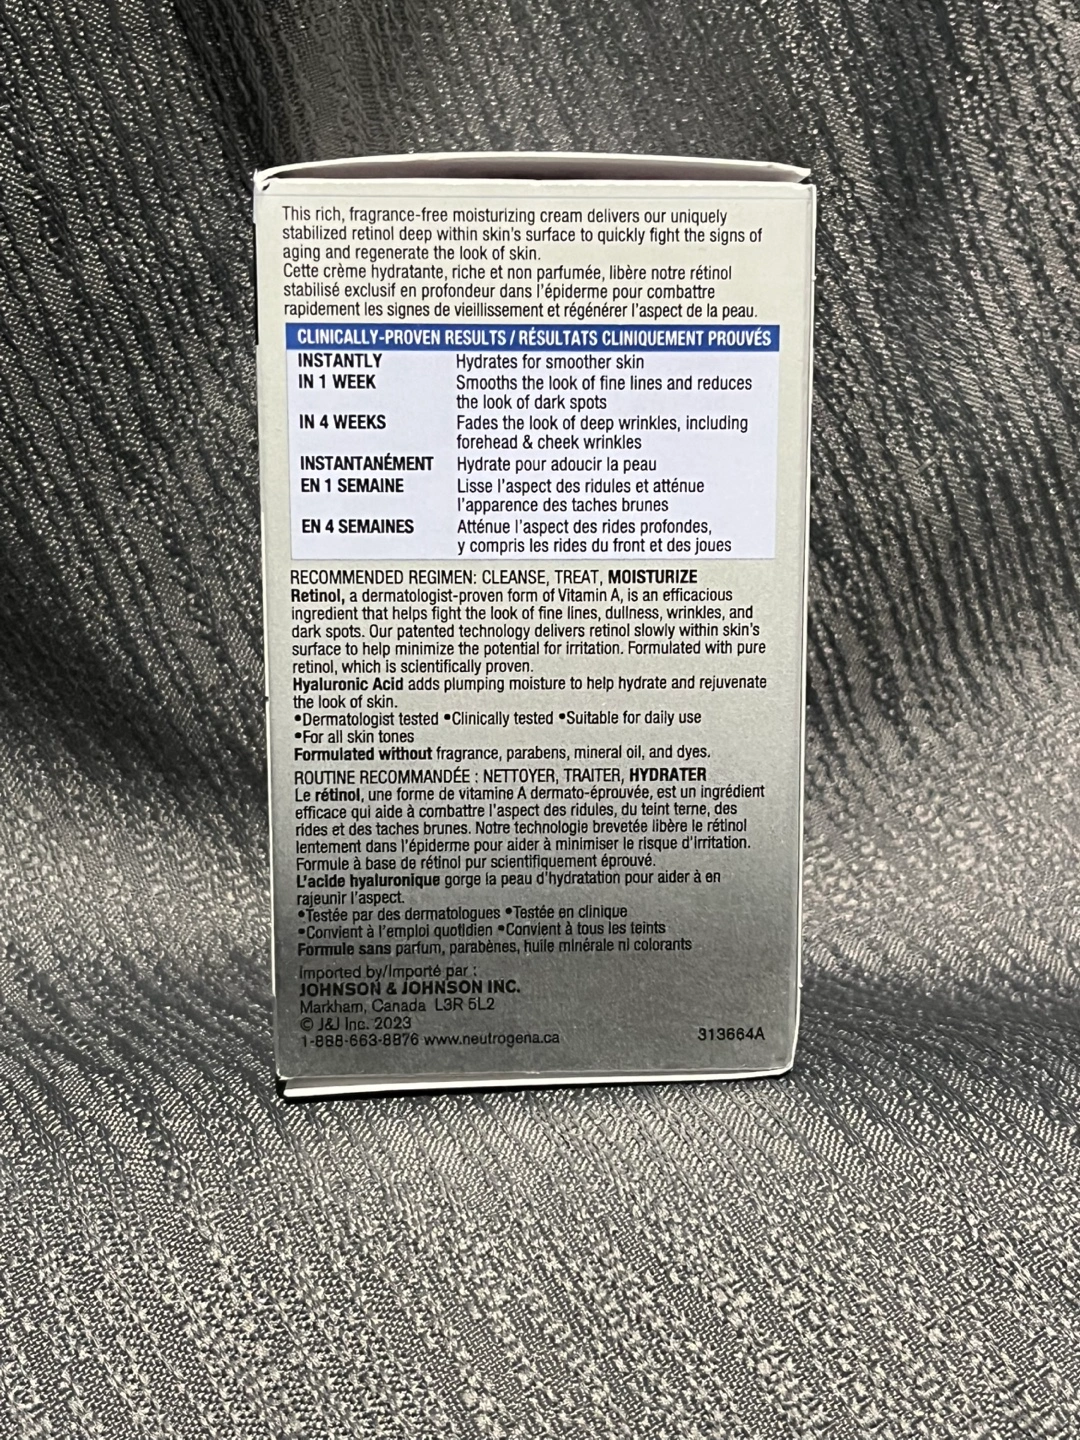 This rich, fragrance-free moisturizing cream delivers our uniquely
stabilized retinol deep within skin's surface to quickly fight the signs of
aging and regenerate the look of skin.
Cette crème hydratante, riche et non parfumée, libère notre rétinol
stabilisé exclusif en profondeur dans l'épiderme pour combattre
rapidement les signes de vieillissement et régénérer l'aspect de la peau.
CLINICALLY-PROVEN RESULTS / RÉSULTATS CLINIQUEMENT PROUVÉS
INSTANTLY Hydrates for smoother skin
IN 1 WEEK Smooths the look of fine lines and reduces
the look of dark spots
IN 4 WEEKS Fades the look of deep wrinkles, including
forehead & cheek wrinkles
INSTANTANÉMENT Hydrate pour adoucir la peau
EN 1 SEMAINE Lisse l'aspect des ridules et atténue
l'apparence des taches brunes
EN 4 SEMAINES Atténue l'aspect des rides profondes,
y compris les rides du front et des joues
RECOMMENDED REGIMEN: CLEANSE, TREAT, MOISTURIZE
Retinol, a dermatologist-proven form of Vitamin A, is an efficacious
ingredient that helps fight the look of fine lines, dullness, wrinkles, and
dark spots. Our patented technology delivers retinol slowly within skin's
surface to help minimize the potential for irritation. Formulated with pure
retinol, which is scientifically proven.
Hyaluronic Acid adds plumping moisture to help hydrate and rejuvenate
the look of skin.
•Dermatologist tested •Clinically tested •Suitable for daily use
•For all skin tones
Formulated without fragrance, parabens, mineral oil, and dyes.
ROUTINE RECOMMANDÉE : NETTOYER, TRAITER, HYDRATER
Le rétinol, une forme de vitamine A dermato-éprouvée, est un ingrédient
efficace qui aide à combattre l'aspect des ridules, du teint terne, des
rides et des taches brunes. Notre technologie brevetée libère le rétinol
lentement dans l'épiderme pour aider à minimiser le risque d'irritation.
Formule à base de rétinol pur scientifiquement éprouvé.
L'acide hyaluronique gorge la peau d'hydratation pour aider à en
rajeunir l'aspect.
•Testée par des dermatologues •Testée en clinique
•Convient à l'emploi quotidien •Convient à tous les teints
Formule sans parfum, parabènes, huile minérale ni colorants
Imported by/Importé par :
JOHNSON & JOHNSON INC.
Markham, Canada L3R 5L2
© J&J Inc. 2023
1-888-663-8876 www.neutrogena.ca 313664A